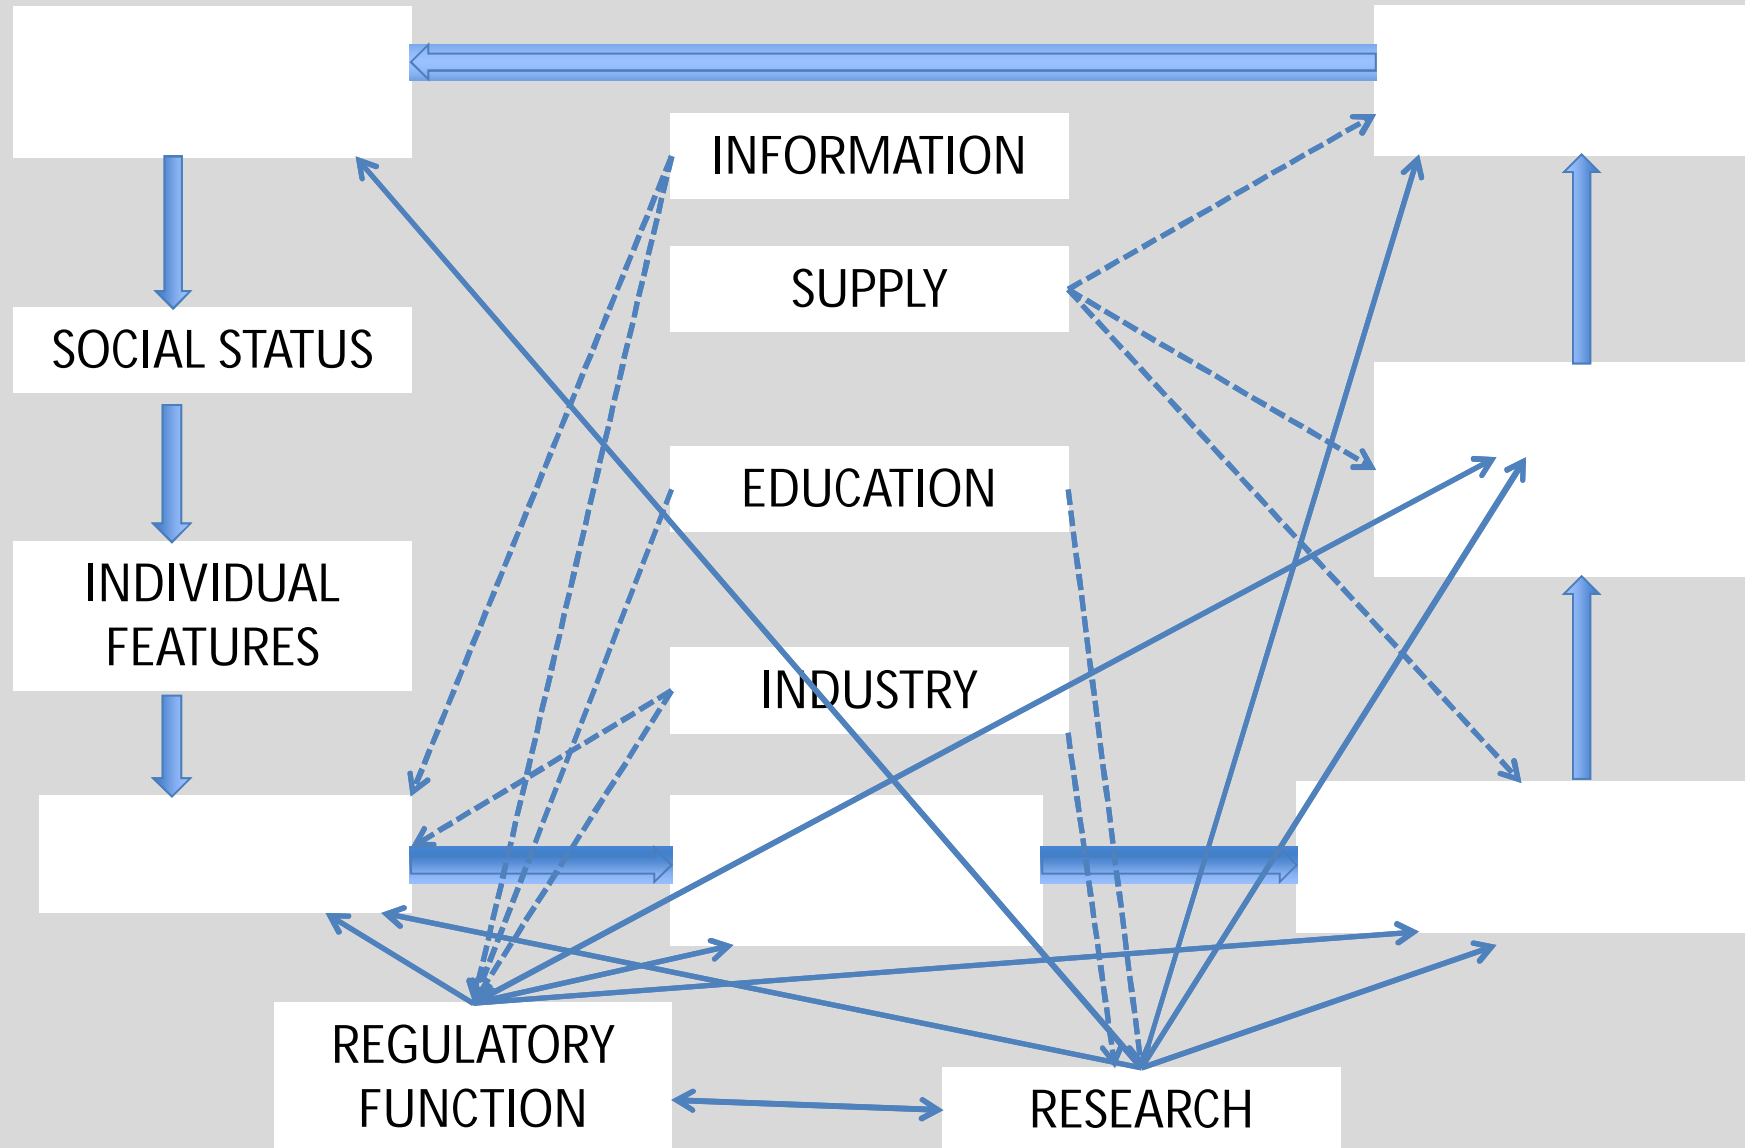 INFORMATION
SUPPLY
SOCIAL STATUS
EDUCATION
INDIVIDUAL
FEATURES
INDUSTRY
REGULATORY
FUNCTION
RESEARCH